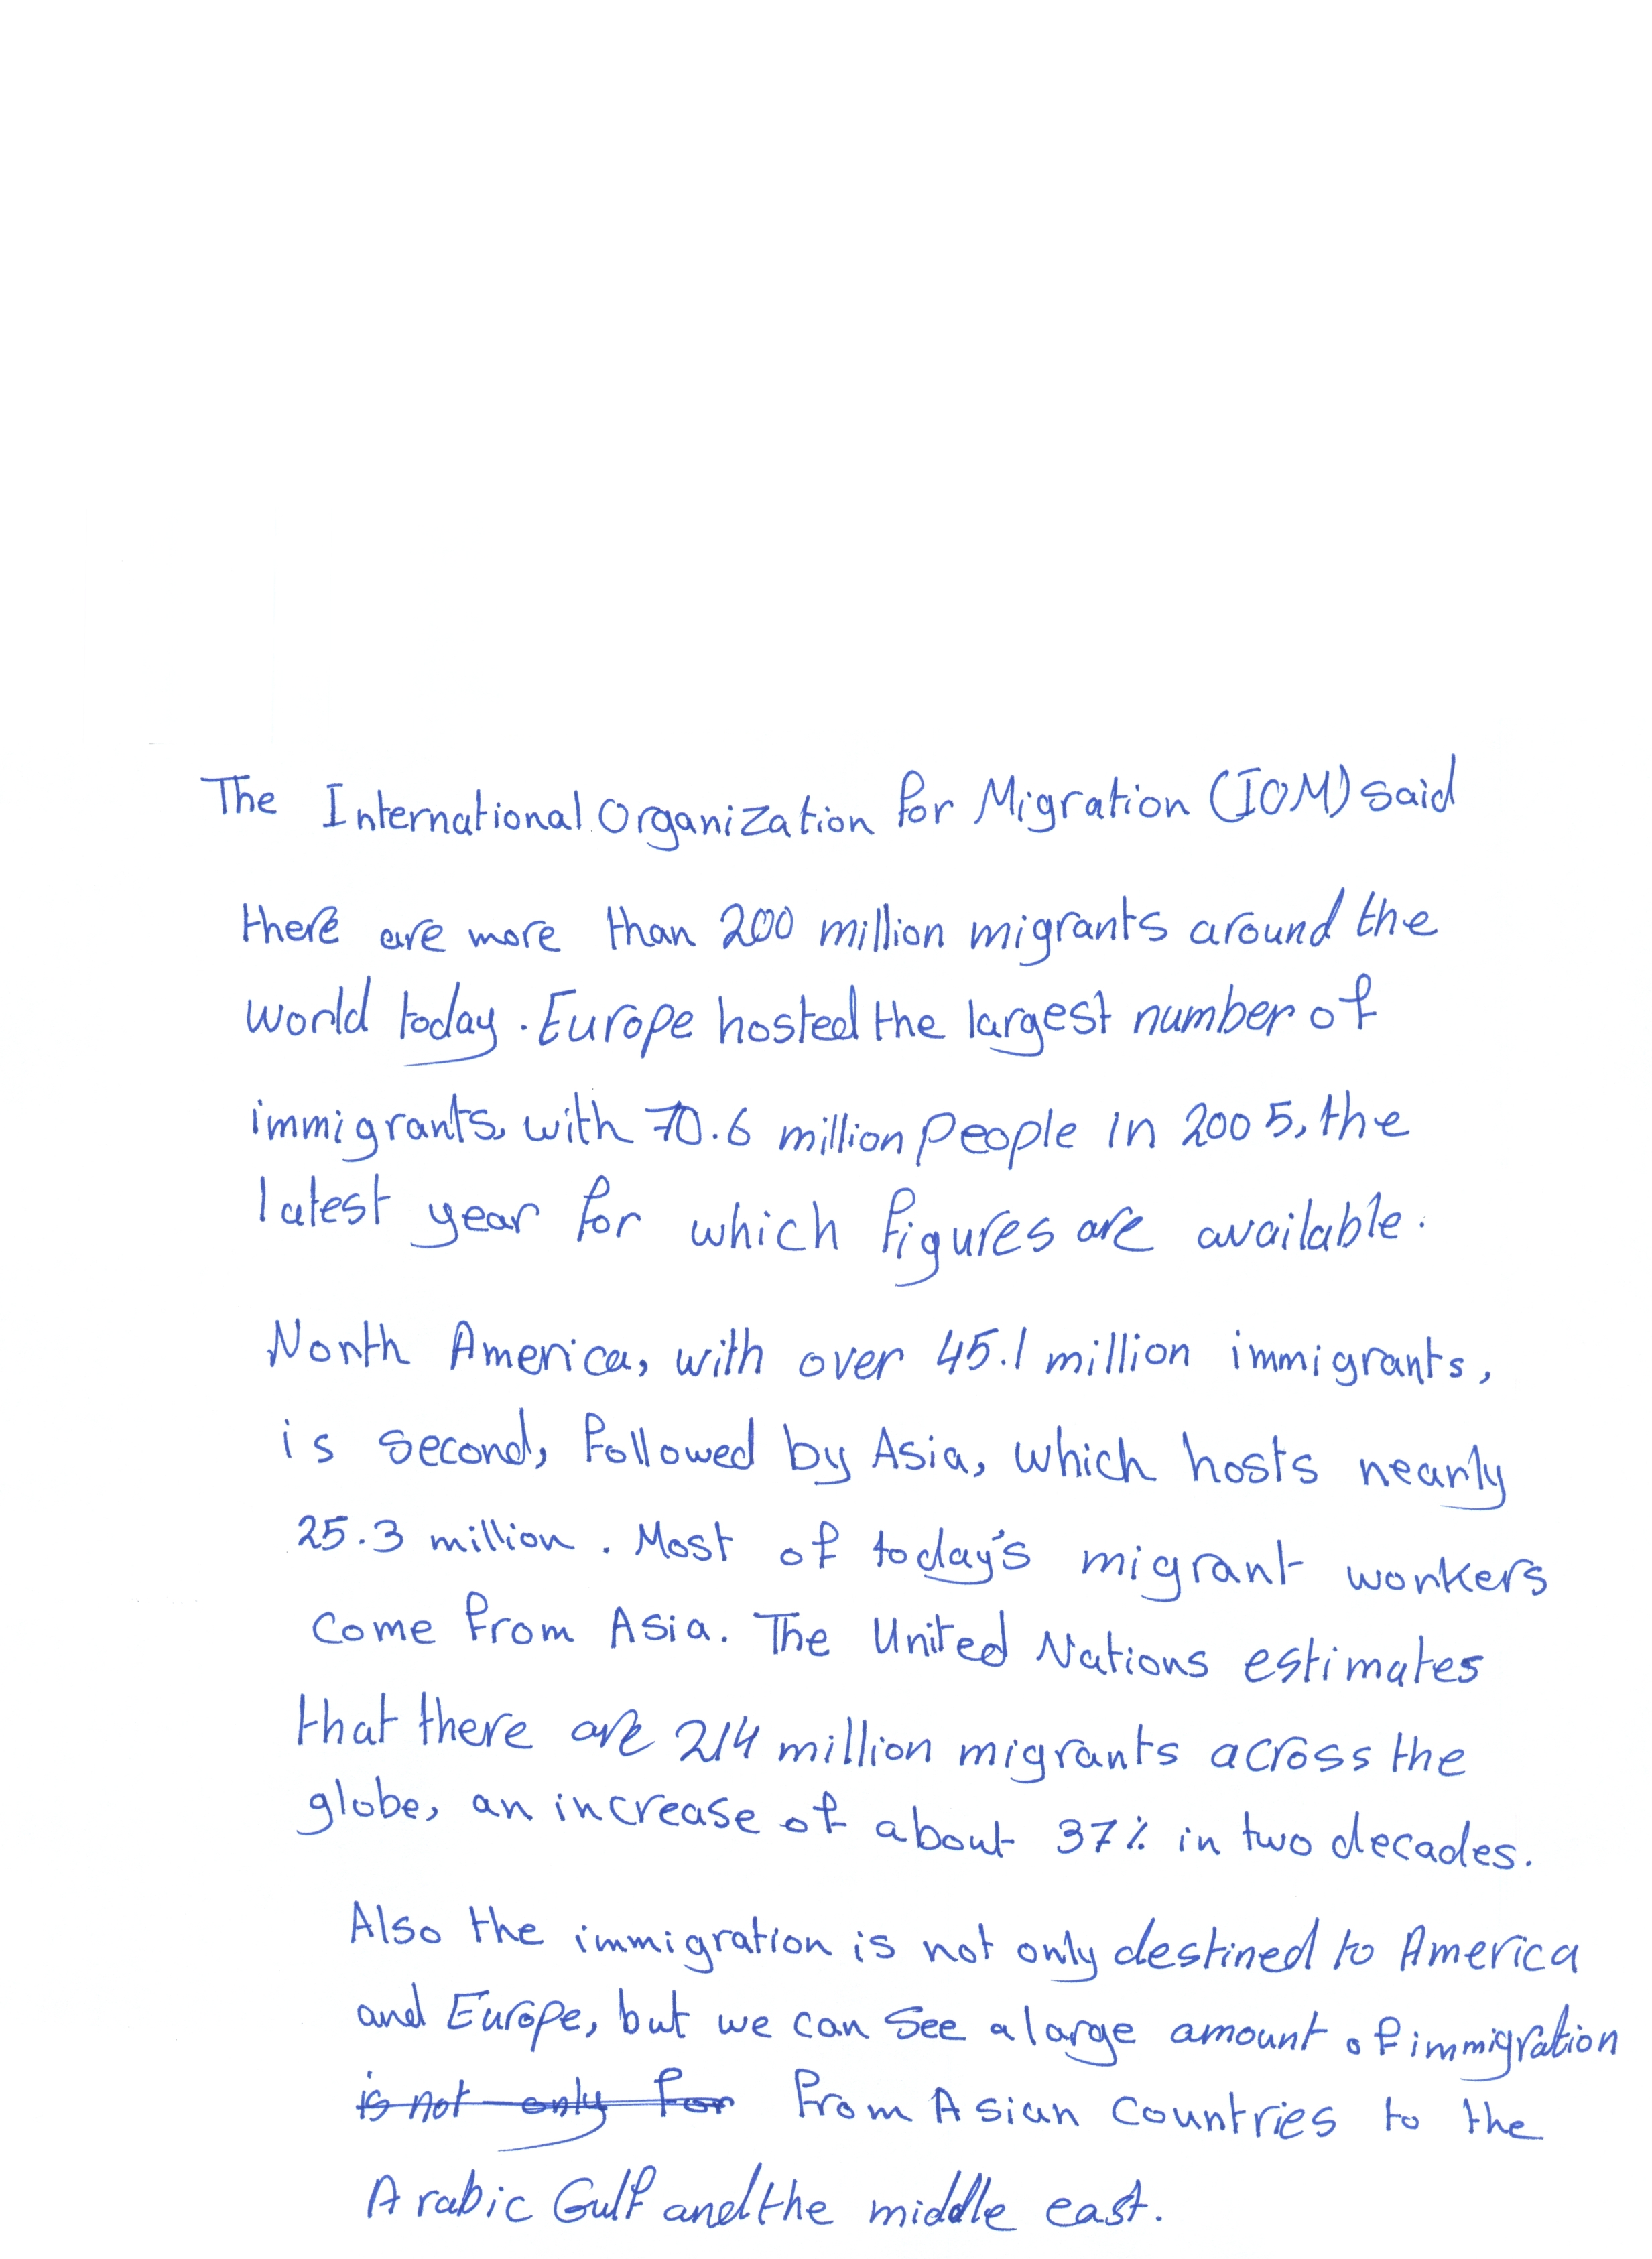 The International Organization for Migration (IOM) said
there are more than 200 million migrants around the
world today. Europe hosted the largest number of
immigrants, with 70.6 million people in 2005, the
latest year for which figures are available.
North America, with over 45.1 million immigrants,
is second, followed by Asia, which hosts nearly
25.3 million. Most of today's migrant workers
come from Asia. The United Nations estimates
that there are 214 million migrants across the
globe, an increase of about 37% in two decades.
Also the immigration is not only destined to America
and Europe, but we can see a large amount of immigration
is not only for from Asian countries to the
Arabic Gulf and the middle east.